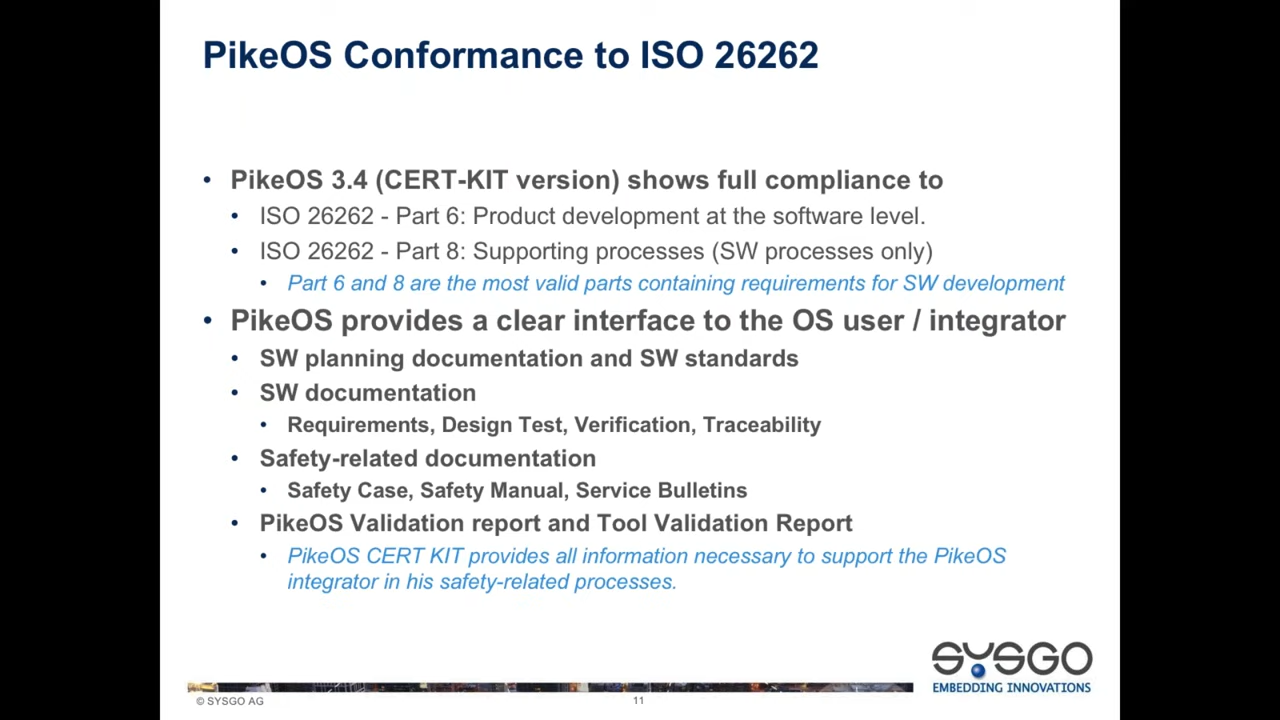 PikeOS Conformance to ISO 26262
• PikeOS 3.4 (CERT-KIT version) shows full compliance to
• ISO 26262 - Part 6: Product development at the software level.
• ISO 26262 - Part 8: Supporting processes (SW processes only)
• Part 6 and 8 are the most valid parts containing requirements for SW development
• PikeOS provides a clear interface to the OS user / integrator
• SW planning documentation and SW standards
• SW documentation
• Requirements, Design Test, Verification, Traceability
• Safety-related documentation
• Safety Case, Safety Manual, Service Bulletins
• PikeOS Validation report and Tool Validation Report
• PikeOS CERT KIT provides all information necessary to support the PikeOS
integrator in his safety-related processes.
SYSGO
EMBEDDING INNOVATIONS
© SYSGO AG
11